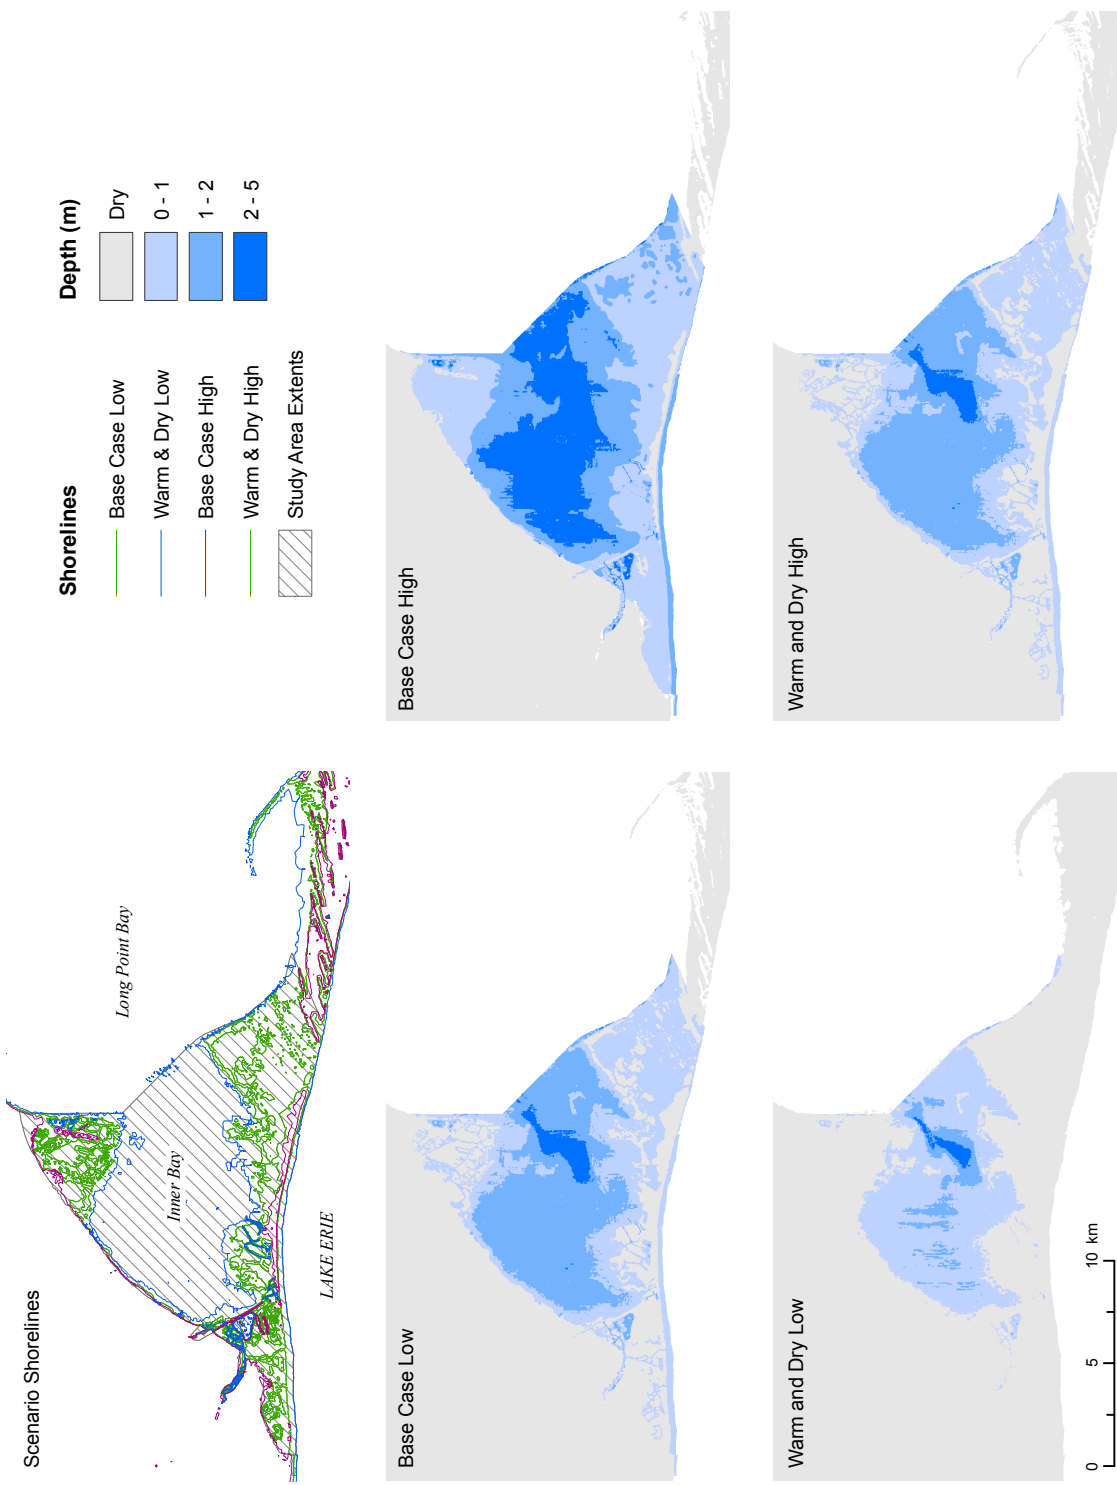 Scenario Shorelines
Long Point Bay
Inner Bay
LAKE ERIE
Shorelines
Base Case Low
Warm & Dry Low
Base Case High
Warm & Dry High
Study Area Extents
Depth (m)
Dry
0 - 1
1 - 2
2 - 5
Base Case Low
Base Case High
Warm and Dry Low
Warm and Dry High
0 5 10 km